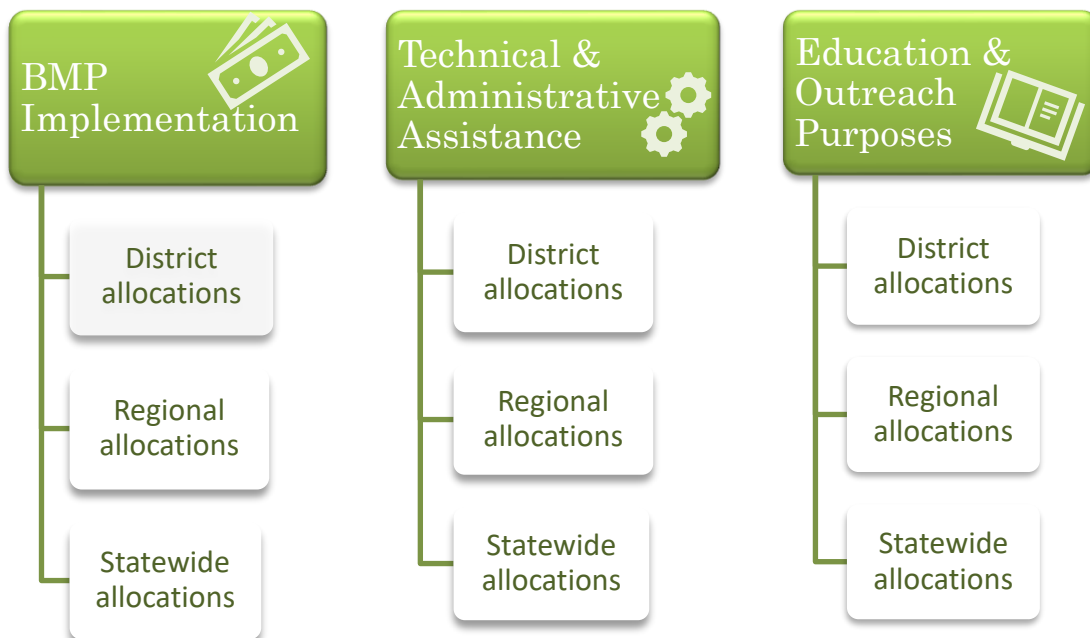 BMP
Implementation
District
allocations
Regional
allocations
Statewide
allocations
Technical &
Administrative
Assistance
District
allocations
Regional
allocations
Statewide
allocations
Education &
Outreach
Purposes
District
allocations
Regional
allocations
Statewide
allocations